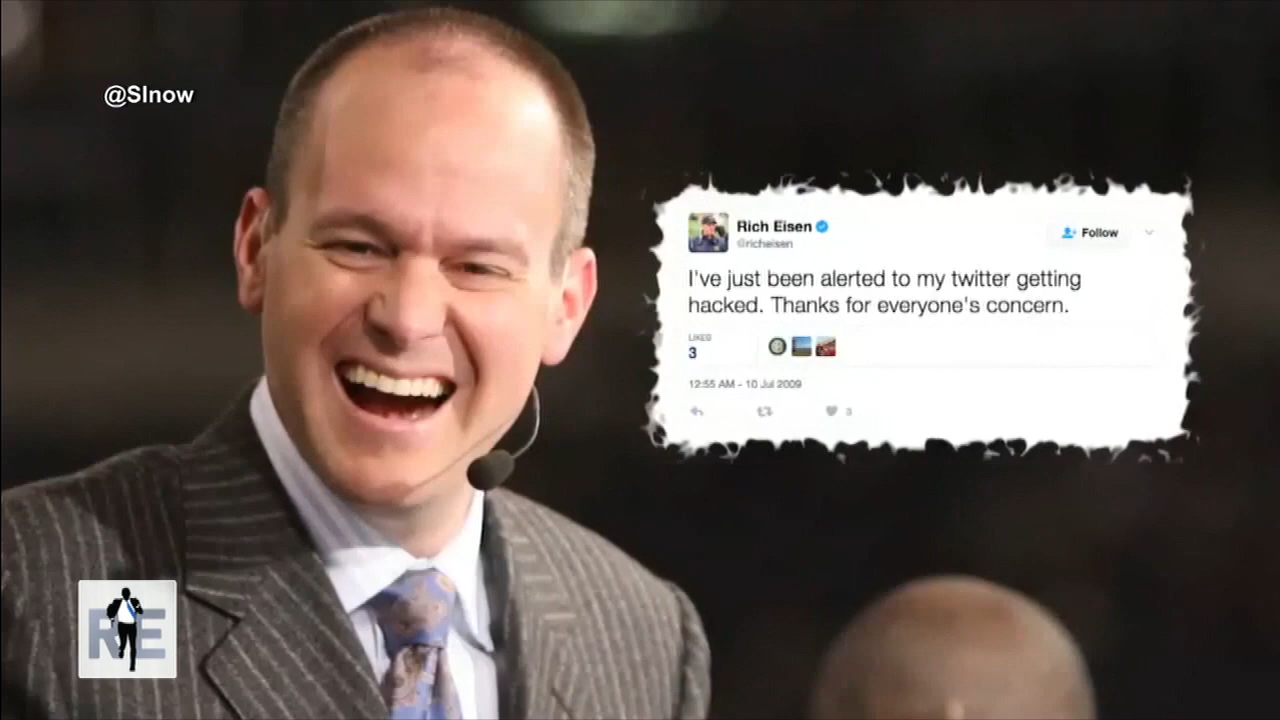 @SInow
Rich Eisen
@richeisen
Follow
I've just been alerted to my twitter getting
hacked. Thanks for everyone's concern.
LIKES
3
12:55 AM - 10 Jul 2009
3
RE